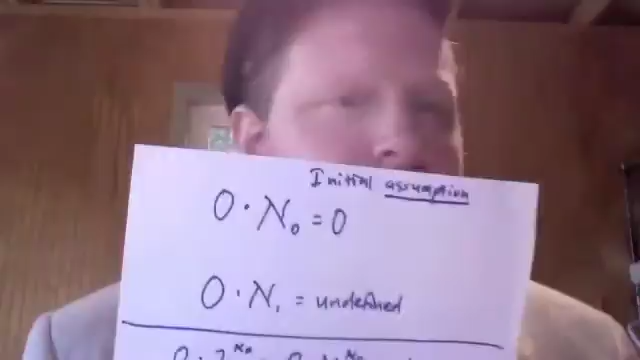 Initial assumption
0 · ℵ₀ = 0
0 · ℵ₁ = undefined